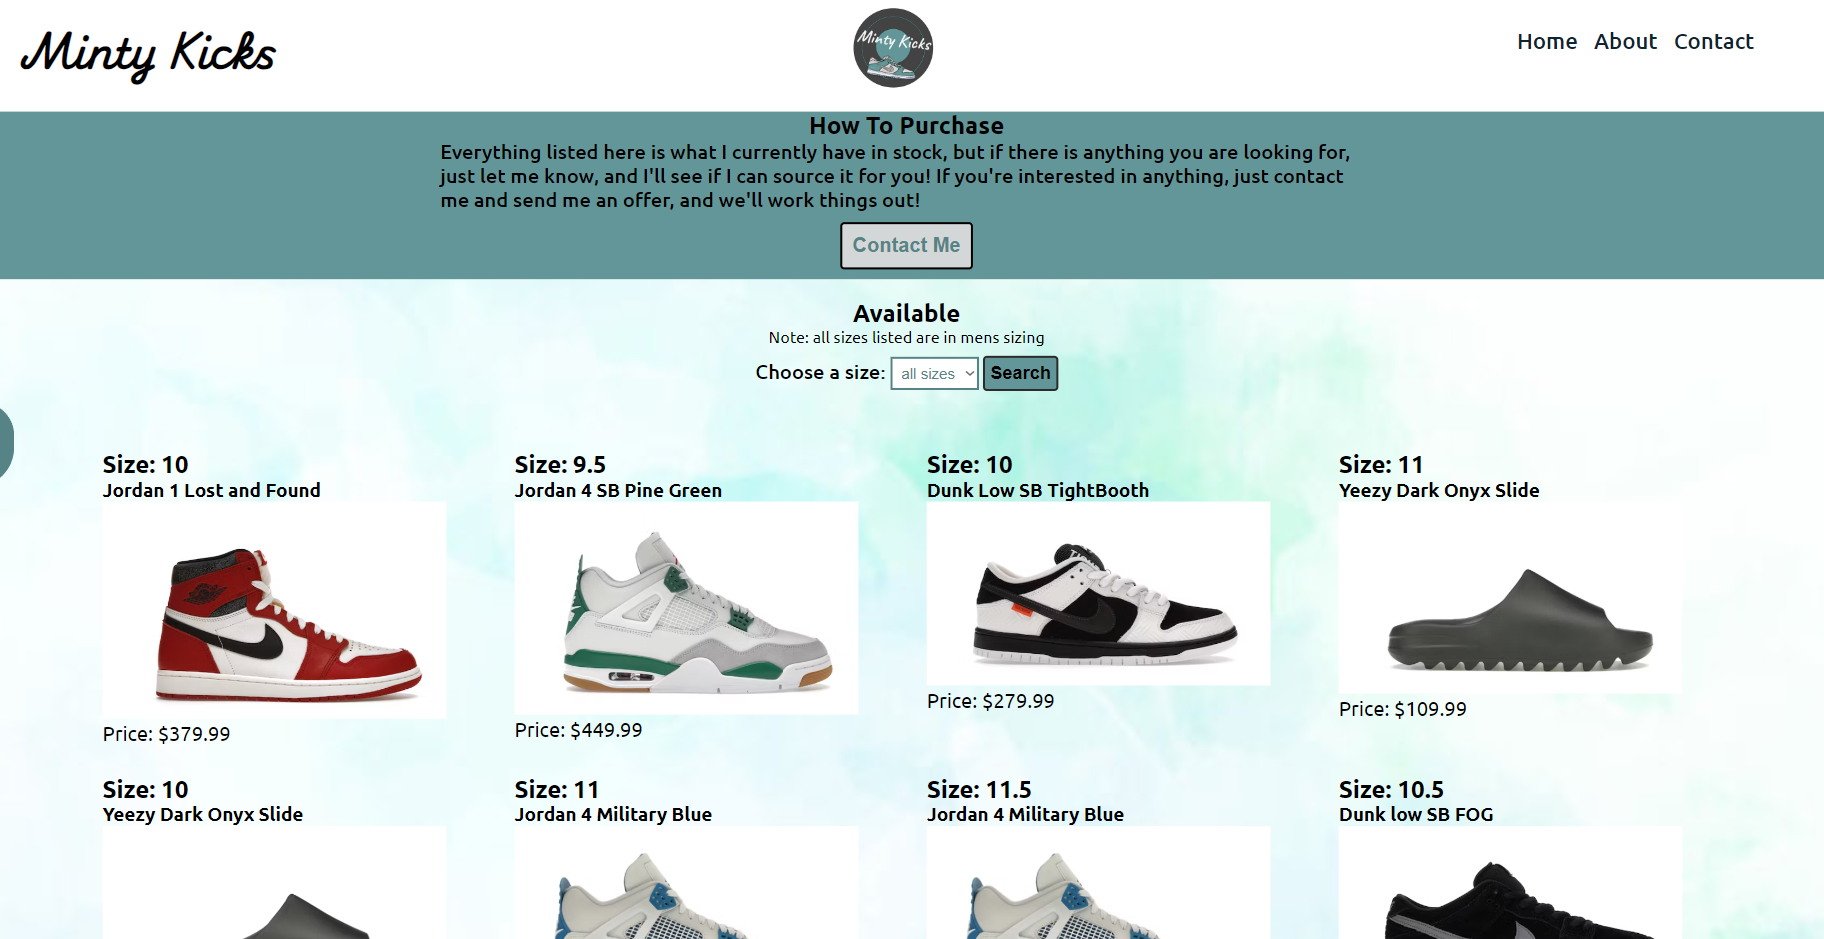 Minty Kicks
Minty Kicks
Home About Contact
How To Purchase
Everything listed here is what I currently have in stock, but if there is anything you are looking for,
just let me know, and I'll see if I can source it for you! If you're interested in anything, just contact
me and send me an offer, and we'll work things out!
Contact Me
Available
Note: all sizes listed are in mens sizing
Choose a size: all sizes Search
Size: 10
Jordan 1 Lost and Found
Price: $379.99
Size: 9.5
Jordan 4 SB Pine Green
Price: $449.99
Size: 10
Dunk Low SB TightBooth
Price: $279.99
Size: 11
Yeezy Dark Onyx Slide
Price: $109.99
Size: 10
Yeezy Dark Onyx Slide
Size: 11
Jordan 4 Military Blue
Size: 11.5
Jordan 4 Military Blue
Size: 10.5
Dunk low SB FOG